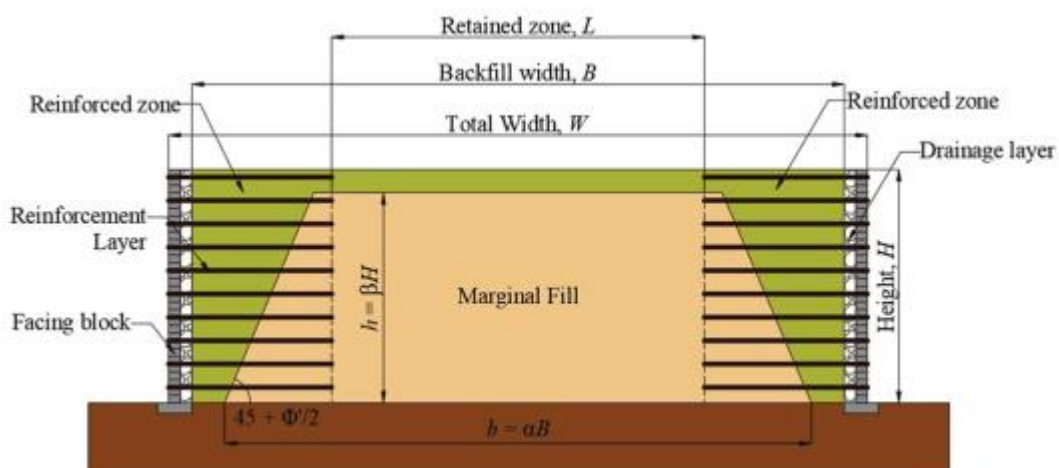 Retained zone, L
Backfill width, B
Reinforced zone
Reinforced zone
Total Width, W
Drainage layer
Reinforcement
Layer
h = βH
Marginal Fill
Height, H
Facing block
45 + Φ'/2
b = αB